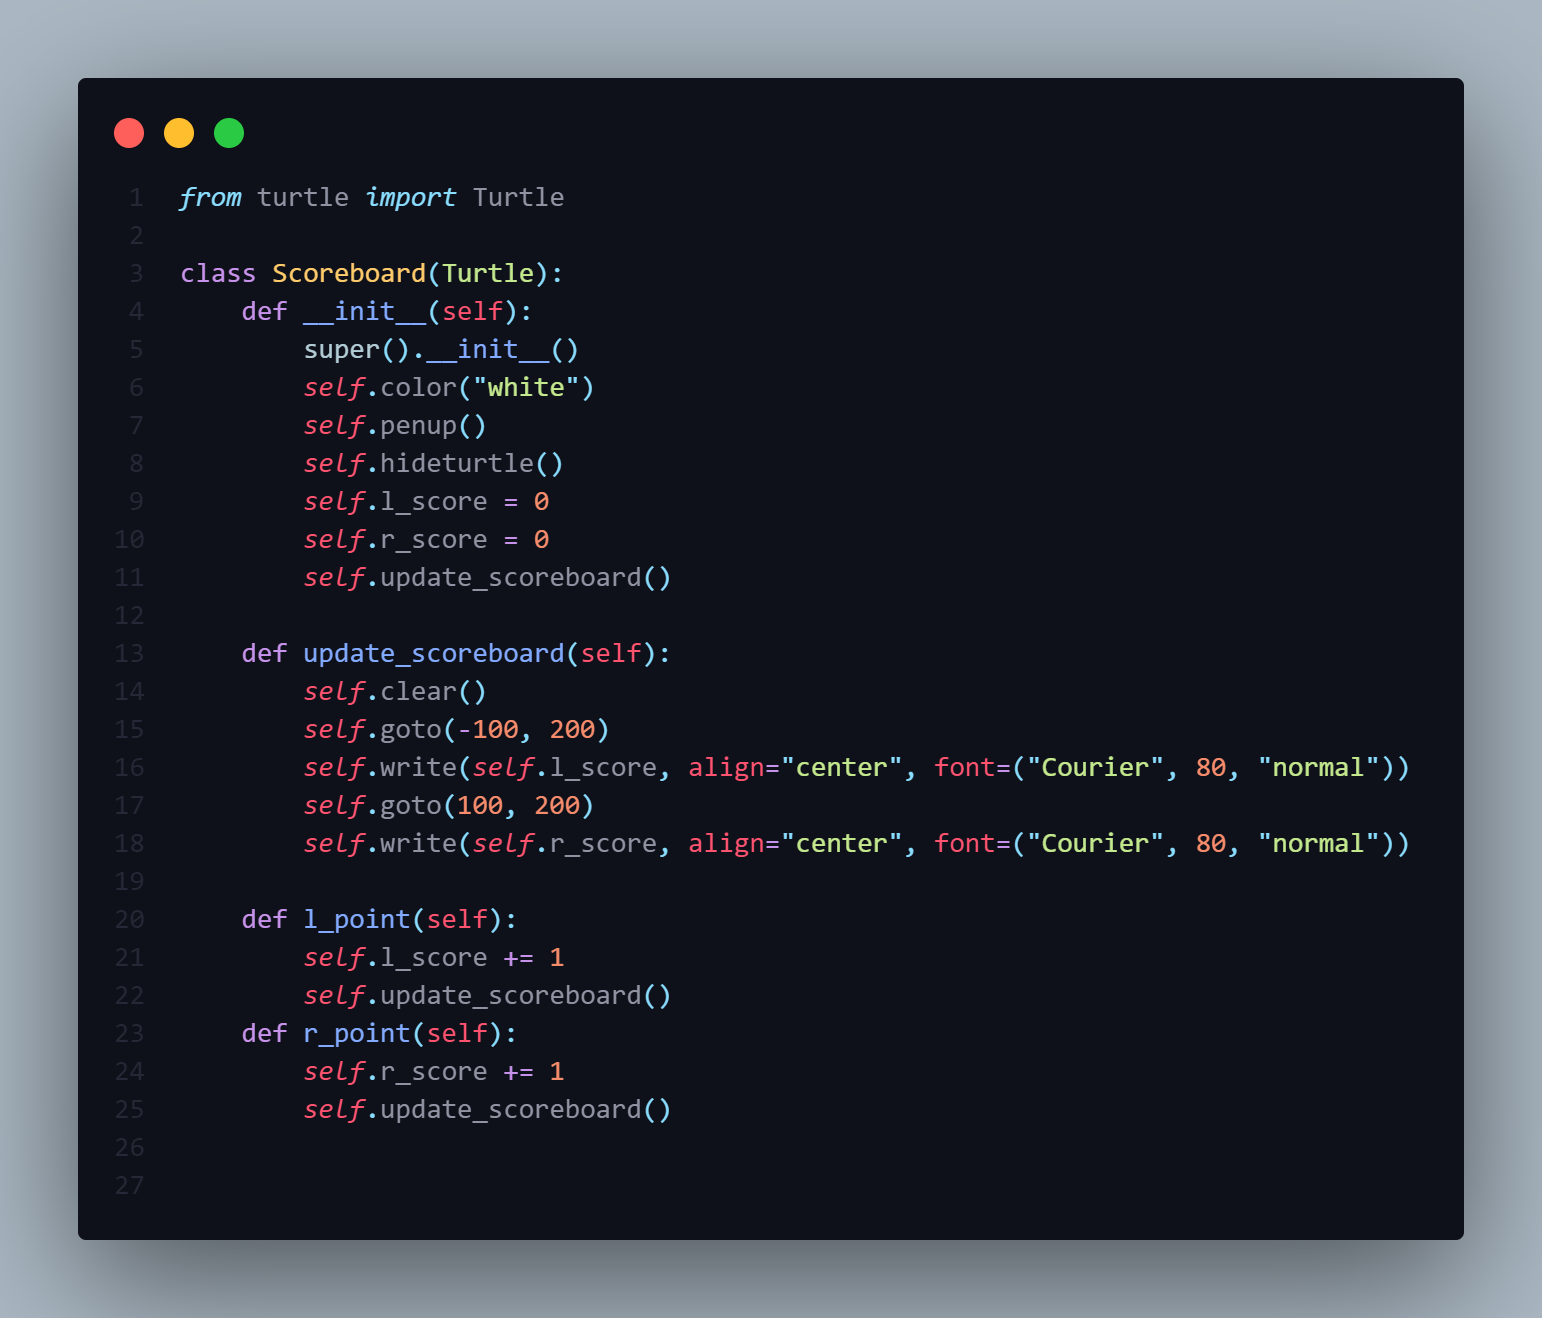 1 from turtle import Turtle
2
3 class Scoreboard(Turtle):
4     def __init__(self):
5         super().__init__()
6         self.color("white")
7         self.penup()
8         self.hideturtle()
9         self.l_score = 0
10         self.r_score = 0
11         self.update_scoreboard()
12
13     def update_scoreboard(self):
14         self.clear()
15         self.goto(-100, 200)
16         self.write(self.l_score, align="center", font=("Courier", 80, "normal"))
17         self.goto(100, 200)
18         self.write(self.r_score, align="center", font=("Courier", 80, "normal"))
19
20     def l_point(self):
21         self.l_score += 1
22         self.update_scoreboard()
23     def r_point(self):
24         self.r_score += 1
25         self.update_scoreboard()
26
27